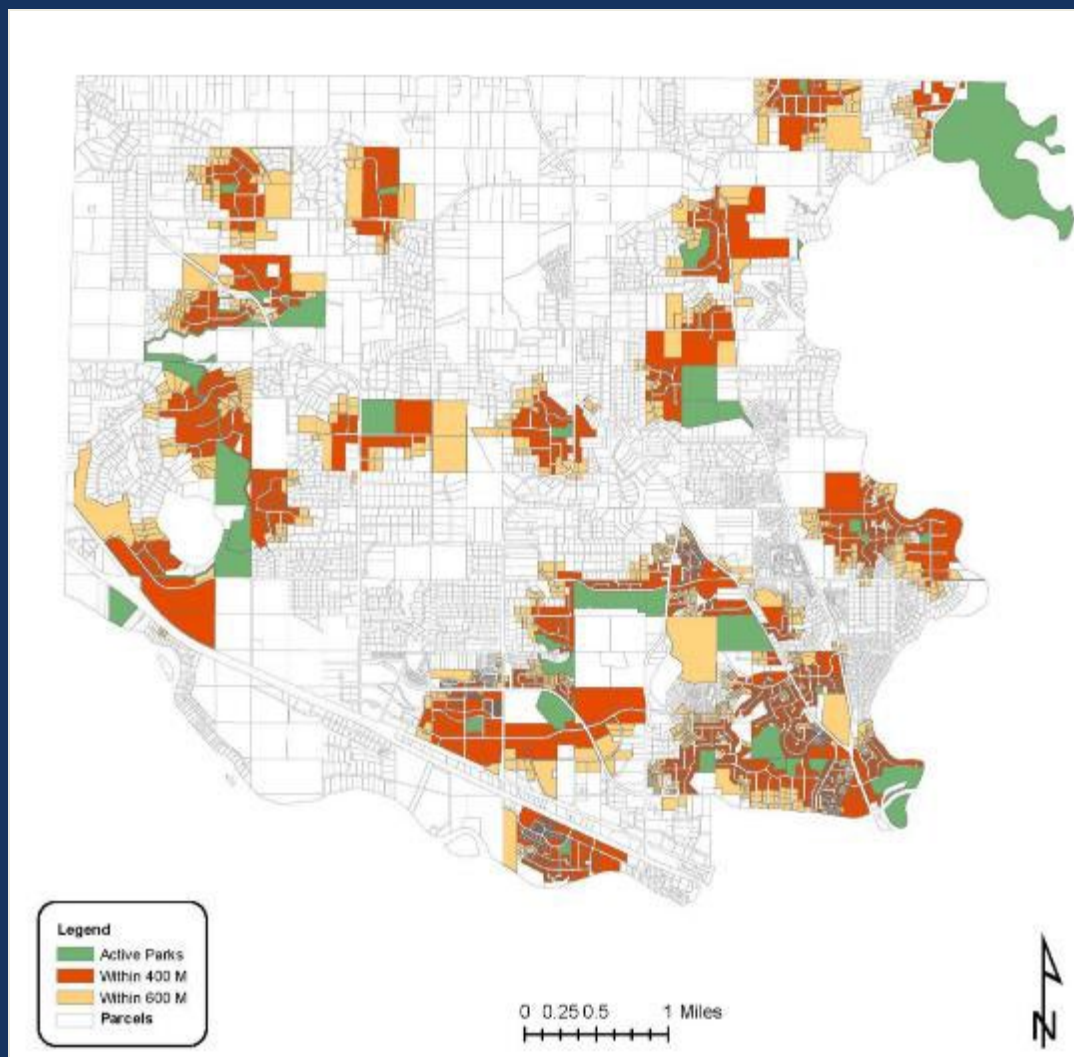 Legend
Active Parks
Within 400 M
Within 600 M
Parcels
0 0.25 0.5 1 Miles
N